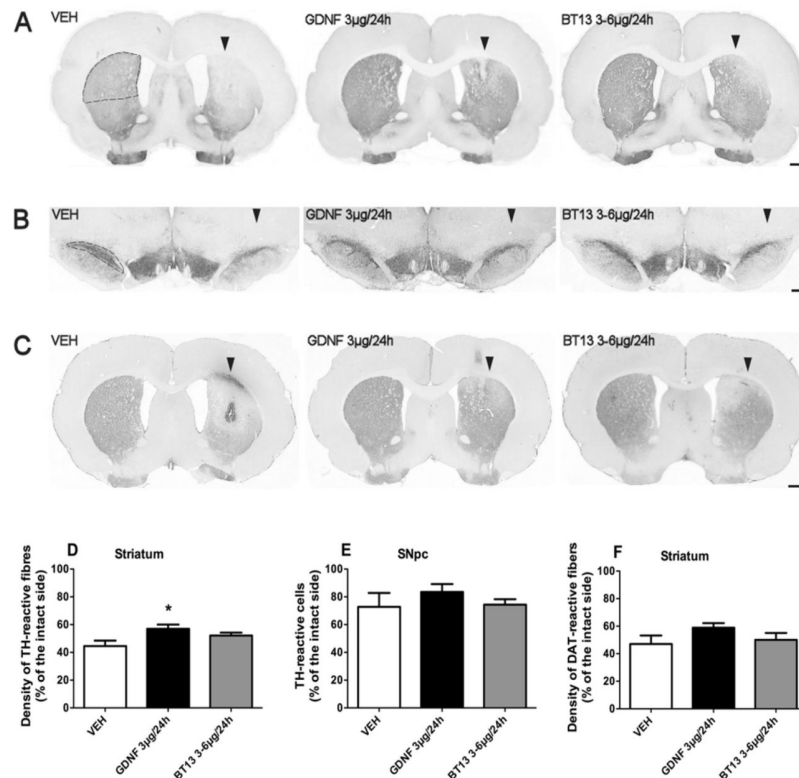 A
VEH
GDNF 3µg/24h
BT13 3-6µg/24h
B
VEH
GDNF 3µg/24h
BT13 3-6µg/24h
C
VEH
GDNF 3µg/24h
BT13 3-6µg/24h
D
Striatum
Density of TH-reactive fibres
(% of the intact side)
100
80
60
40
20
0
*
VEH
GDNF 3µg/24h
BT13 3-6µg/24h
E
SNpc
TH-reactive cells
(% of the intact side)
100
80
60
40
20
0
VEH
GDNF 3µg/24h
BT13 3-6µg/24h
F
Striatum
Density of DAT-reactive fibers
(% of the intact side)
100
80
60
40
20
0
VEH
GDNF 3µg/24h
BT13 3-6µg/24h